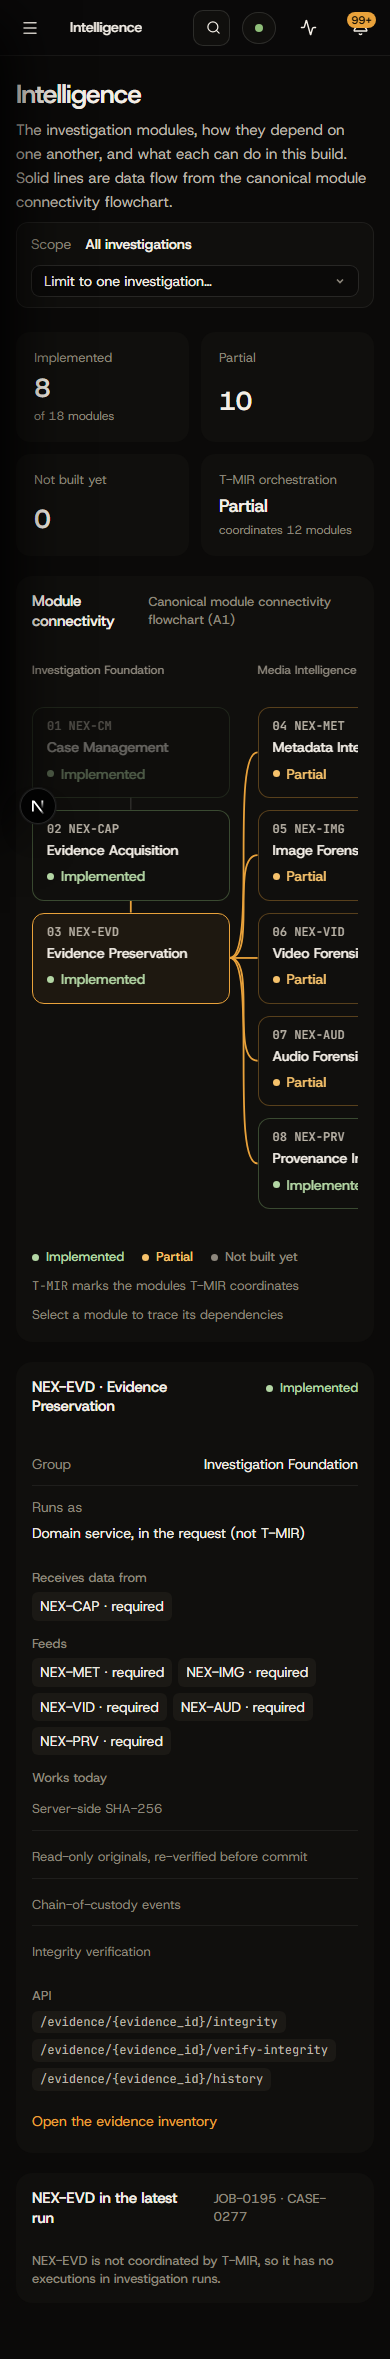 Intelligence
99+
Intelligence
The investigation modules, how they depend on
one another, and what each can do in this build.
Solid lines are data flow from the canonical module
connectivity flowchart.
Scope All investigations
Limit to one investigation...
Implemented
8
of 18 modules
Partial
10
Not built yet
0
T-MIR orchestration
Partial
coordinates 12 modules
Module
connectivity
Canonical module connectivity
flowchart (A1)
Investigation Foundation
Media Intelligence
01 NEX-CM
Case Management
Implemented
N
02 NEX-CAP
Evidence Acquisition
Implemented
03 NEX-EVD
Evidence Preservation
Implemented
04 NEX-MET
Metadata Inte
Partial
05 NEX-IMG
Image Forens
Partial
06 NEX-VID
Video Forensi
Partial
07 NEX-AUD
Audio Forensi
Partial
08 NEX-PRV
Provenance In
Implemente
Implemented Partial Not built yet
T-MIR marks the modules T-MIR coordinates
Select a module to trace its dependencies
NEX-EVD · Evidence
Preservation
Implemented
Group Investigation Foundation
Runs as
Domain service, in the request (not T-MIR)
Receives data from
NEX-CAP · required
Feeds
NEX-MET · required NEX-IMG · required
NEX-VID · required NEX-AUD · required
NEX-PRV · required
Works today
Server-side SHA-256
Read-only originals, re-verified before commit
Chain-of-custody events
Integrity verification
API
/evidence/{evidence_id}/integrity
/evidence/{evidence_id}/verify-integrity
/evidence/{evidence_id}/history
Open the evidence inventory
NEX-EVD in the latest
run
JOB-0195 · CASE-
0277
NEX-EVD is not coordinated by T-MIR, so it has no
executions in investigation runs.